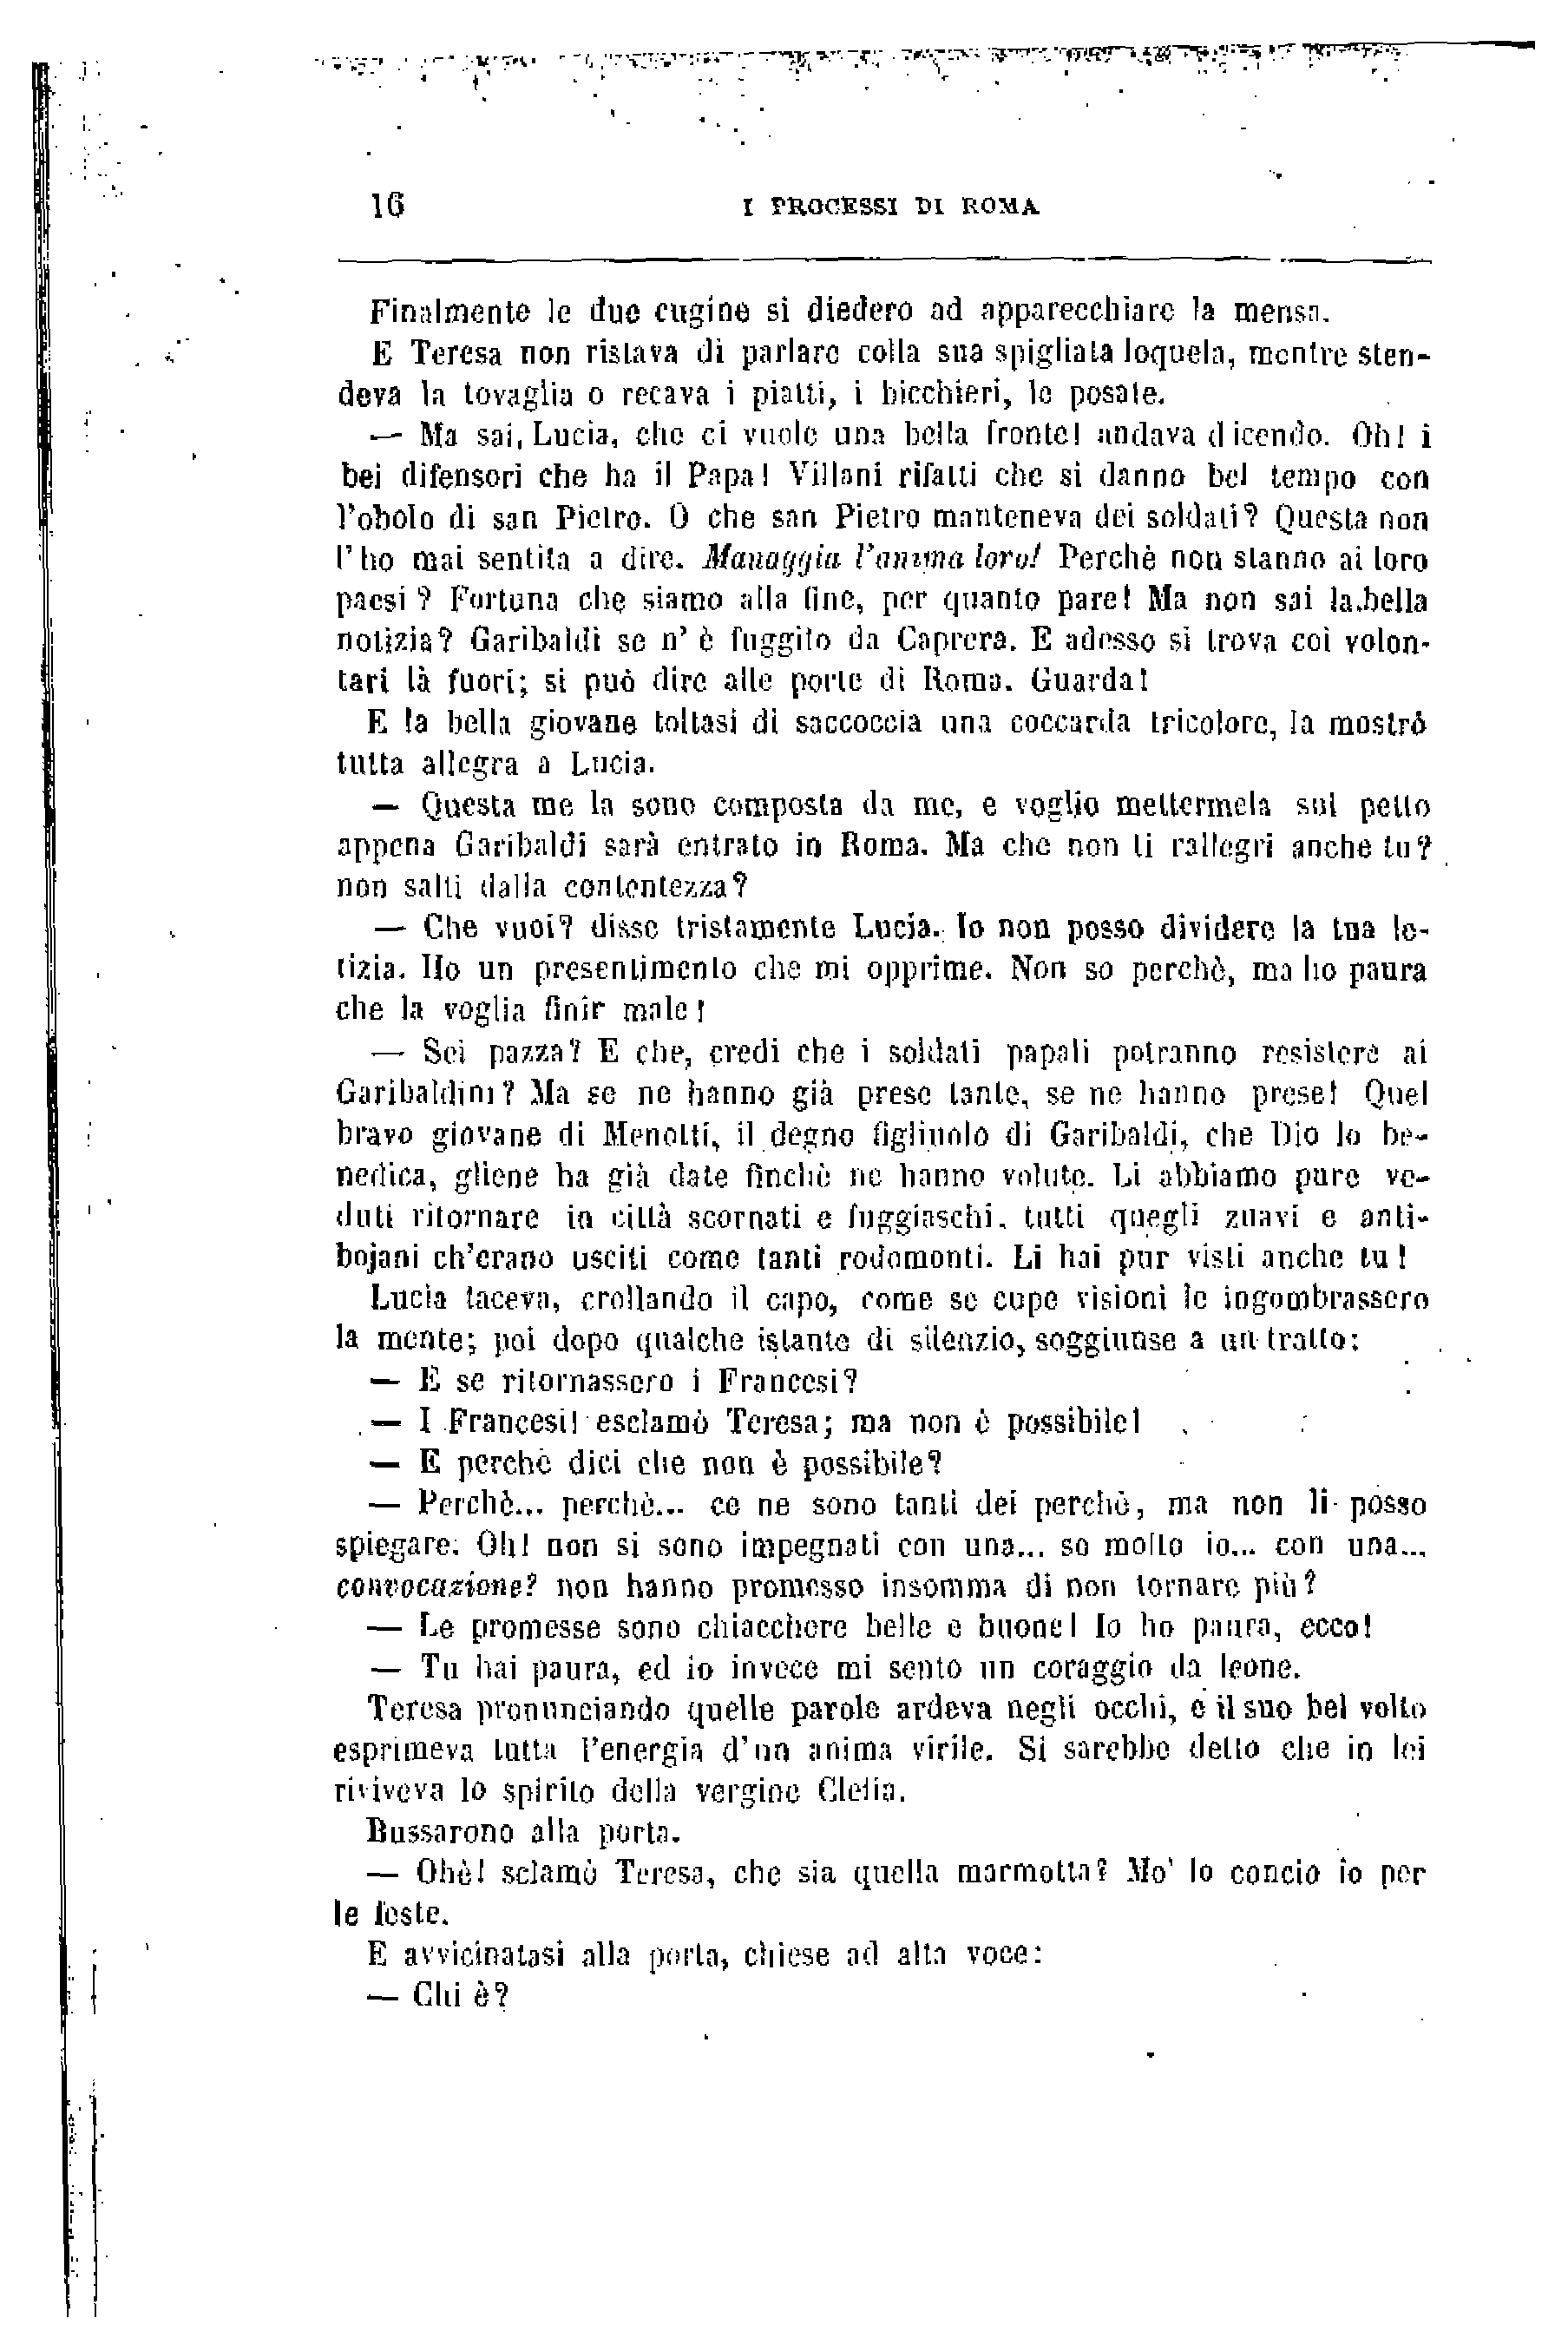 16
I PROCESSI DI ROMA
Finalmente le due cugine si diedero ad apparecchiare la mensa.
E Teresa non ristava di parlare colla sua spigliata loquela, mentre sten-
deva la tovaglia o recava i piatti, i bicchieri, le posate.
— Ma sai, Lucia, che ci vuole una bella fronte! andava dicendo. Oh! i
bei difensori che ha il Papa! Villani rifatti che si danno bel tempo con
l'obolo di san Pietro. O che san Pietro manteneva dei soldati? Questa non
l'ho mai sentita a dire. Managgia l'anima loro! Perchè non stanno ai loro
paesi? Fortuna che siamo alla fine, per quanto pare! Ma non sai la bella
notizia? Garibaldi se n' è fuggito da Caprera. E adesso si trova coi volon-
tari là fuori; si può dire alle porte di Roma. Guarda!
E la bella giovane toltasi di saccoccia una coccarda tricolore, la mostrò
tutta allegra a Lucia.
— Questa me la sono composta da me, e voglio mettermela sul petto
appena Garibaldi sarà entrato in Roma. Ma che non ti rallegri anche tu?
non salti dalla contentezza?
— Che vuoi? disse tristamente Lucia. Io non posso dividere la tua le-
tizia. Ho un presentimento che mi opprime. Non so perchè, ma ho paura
che la voglia finir male!
— Sei pazza? E che, credi che i soldati papali potranno resistere ai
Garibaldini? Ma se ne hanno già prese tante, se ne hanno prese! Quel
bravo giovane di Menotti, il degno figliuolo di Garibaldi, che Dio lo be-
nedica, gliene ha già date finchè ne hanno volute. Li abbiamo pure ve-
duti ritornare in città scornati e fuggiaschi, tutti quegli zuavi e anti-
bojani ch'erano usciti come tanti rodomonti. Li hai pur visti anche tu!
Lucia taceva, crollando il capo, come se cupe visioni le ingombrassero
la mente; poi dopo qualche istante di silenzio, soggiunse a un tratto:
— E se ritornassero i Francesi?
— I Francesi! esclamò Teresa; ma non è possibile!
— E perchè dici che non è possibile?
— Perchè... perchè... ce ne sono tanti dei perchè, ma non li posso
spiegare. Oh! non si sono impegnati con una... so molto io... con una...
convocazione? non hanno promesso insomma di non tornare più?
— Le promesse sono chiacchere belle e buone! Io ho paura, ecco!
— Tu hai paura, ed io invece mi sento un coraggio da leone.
Teresa pronunciando quelle parole ardeva negli occhi, e il suo bel volto
esprimeva tutta l'energia d'un anima virile. Si sarebbe detto che in lei
riviveva lo spirito della vergine Clelia.
Bussarono alla porta.
— Ohè! sclamò Teresa, che sia quella marmotta? Mo' lo concio io per
le feste.
E avvicinatasi alla porta, chiese ad alta voce:
— Chi è?